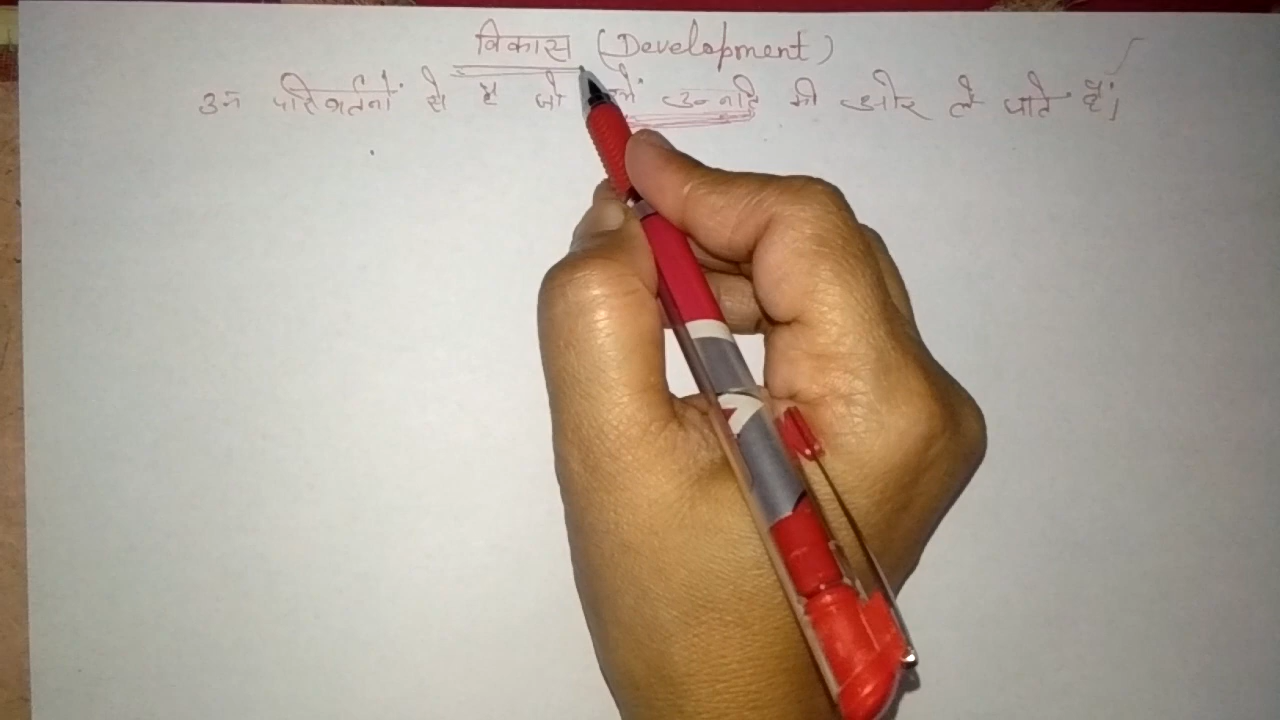 विकास (Development)
उन परिवर्तनों से है जो उन्नति की ओर ले जाते हैं।